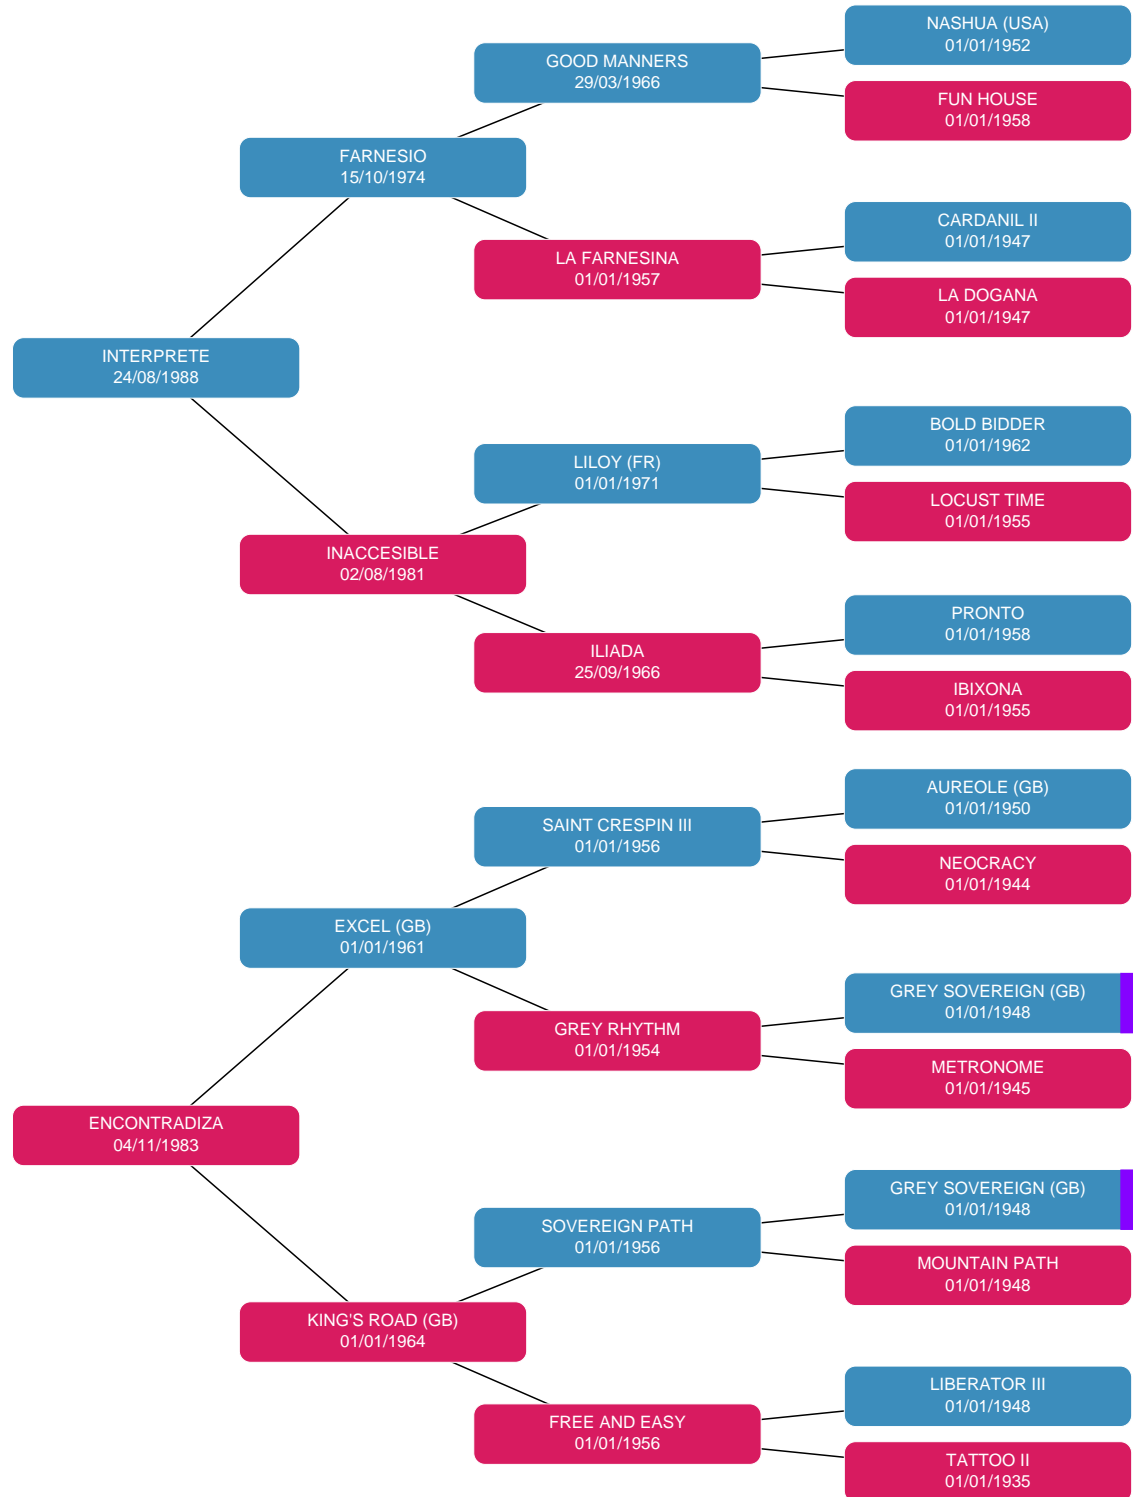 NASHUA (USA)
01/01/1952
GOOD MANNERS
29/03/1966
FUN HOUSE
01/01/1958
FARNESIO
15/10/1974
CARDANIL II
01/01/1947
LA FARNESINA
01/01/1957
LA DOGANA
01/01/1947
INTERPRETE
24/08/1988
BOLD BIDDER
01/01/1962
LILOY (FR)
01/01/1971
LOCUST TIME
01/01/1955
INACCESIBLE
02/08/1981
PRONTO
01/01/1958
ILIADA
25/09/1966
IBIXONA
01/01/1955
AUREOLE (GB)
01/01/1950
SAINT CRESPIN III
01/01/1956
NEOCRACY
01/01/1944
EXCEL (GB)
01/01/1961
GREY SOVEREIGN (GB)
01/01/1948
GREY RHYTHM
01/01/1954
METRONOME
01/01/1945
ENCONTRADIZA
04/11/1983
GREY SOVEREIGN (GB)
01/01/1948
SOVEREIGN PATH
01/01/1956
MOUNTAIN PATH
01/01/1948
KING'S ROAD (GB)
01/01/1964
LIBERATOR III
01/01/1948
FREE AND EASY
01/01/1956
TATTOO II
01/01/1935